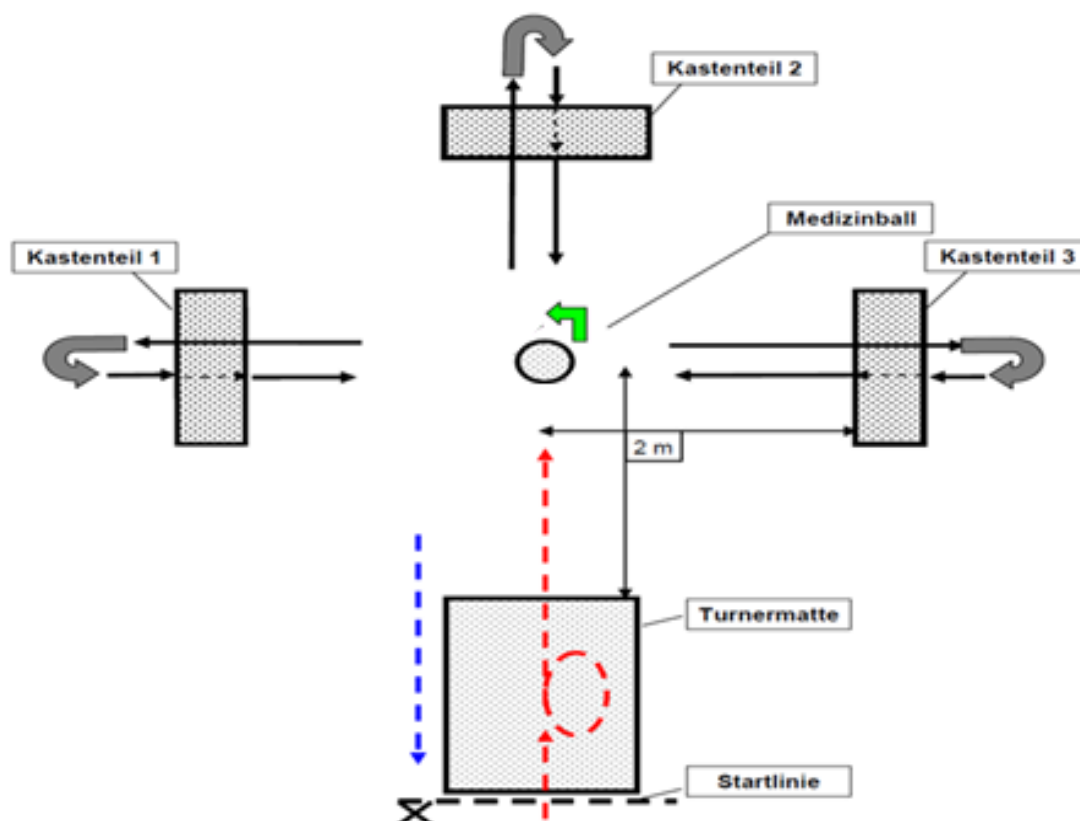 Kastenteil 2
Medizinball
Kastenteil 1
Kastenteil 3
2 m
Turnermatte
Startlinie
X